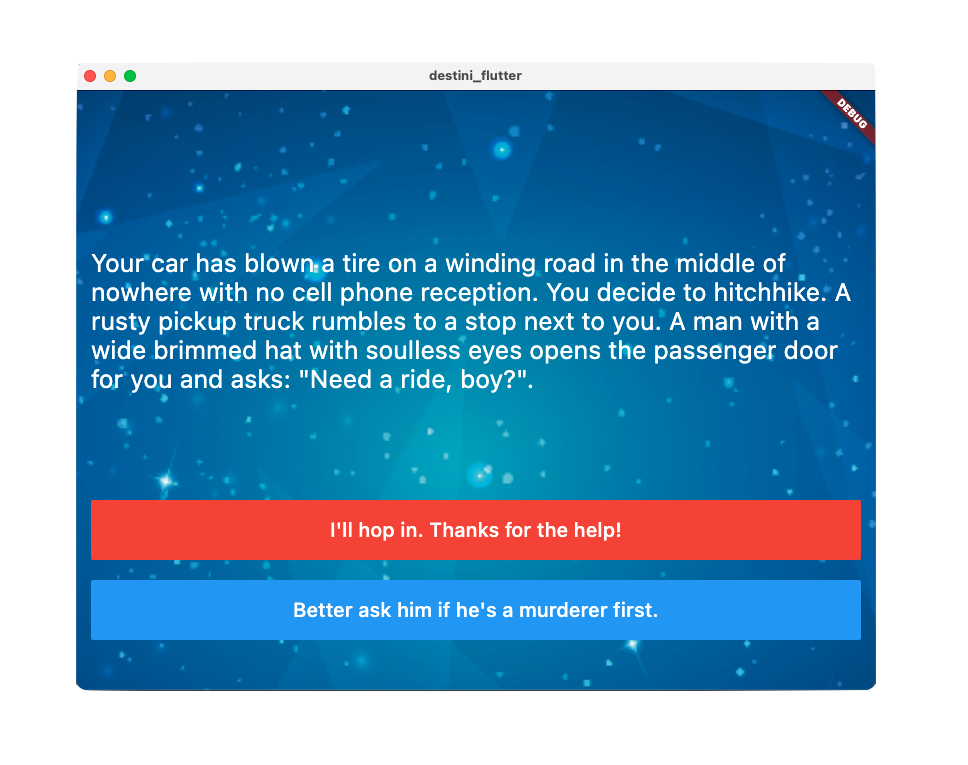 destini_flutter
DEBUG
Your car has blown a tire on a winding road in the middle of
nowhere with no cell phone reception. You decide to hitchhike. A
rusty pickup truck rumbles to a stop next to you. A man with a
wide brimmed hat with soulless eyes opens the passenger door
for you and asks: "Need a ride, boy?".
I'll hop in. Thanks for the help!
Better ask him if he's a murderer first.